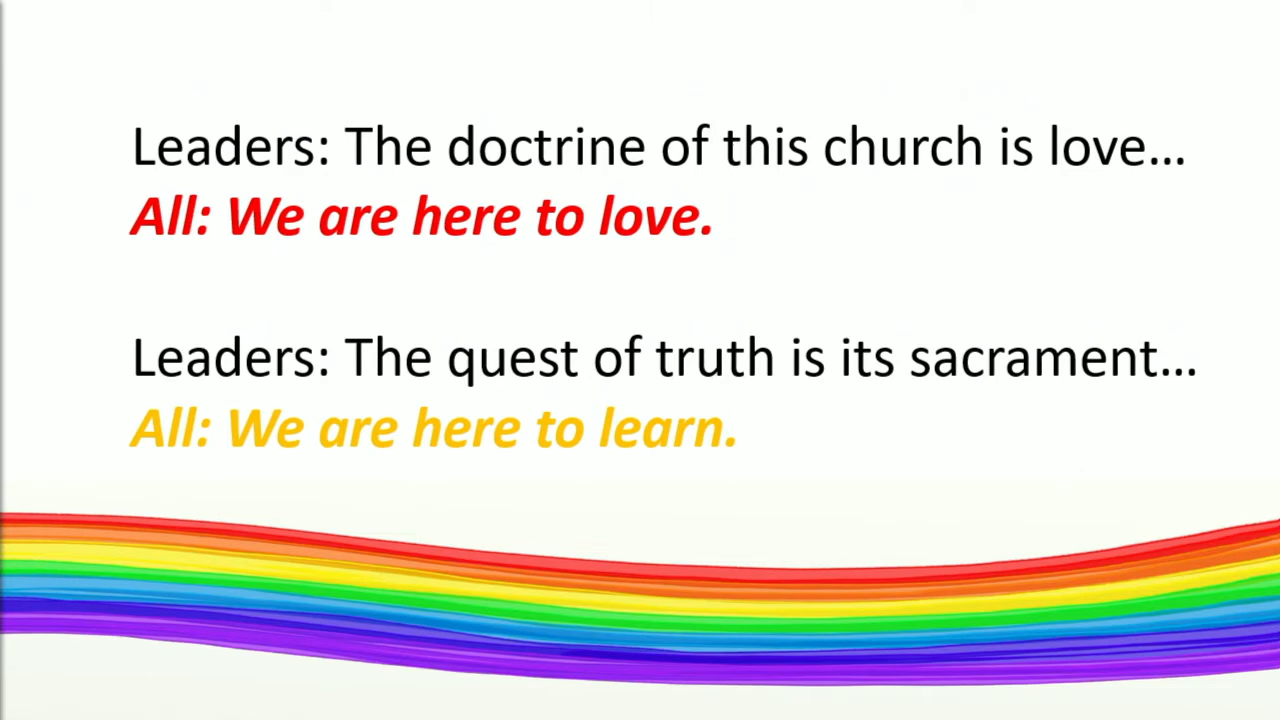 Leaders: The doctrine of this church is love...
All: We are here to love.
Leaders: The quest of truth is its sacrament...
All: We are here to learn.